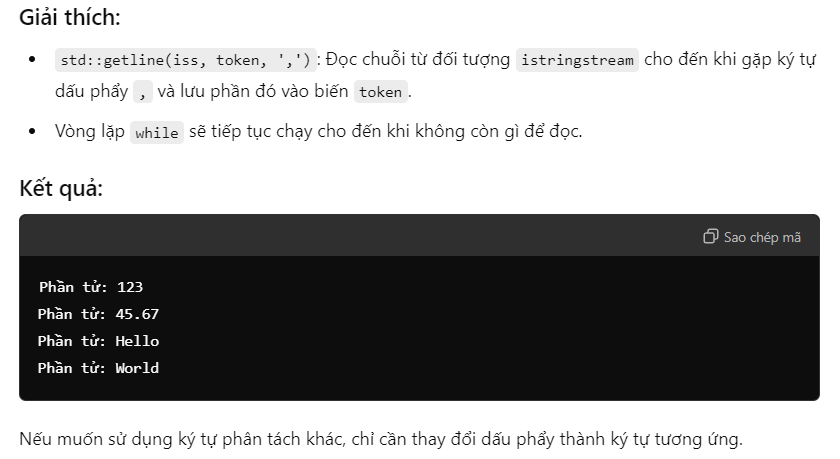 Giải thích:
• std::getline(iss, token, ','): Đọc chuỗi từ đối tượng istringstream cho đến khi gặp ký tự
dấu phẩy , và lưu phần đó vào biến token.
• Vòng lặp while sẽ tiếp tục chạy cho đến khi không còn gì để đọc.
Kết quả:
Sao chép mã
Phần tử: 123
Phần tử: 45.67
Phần tử: Hello
Phần tử: World
Nếu muốn sử dụng ký tự phân tách khác, chỉ cần thay đổi dấu phẩy thành ký tự tương ứng.